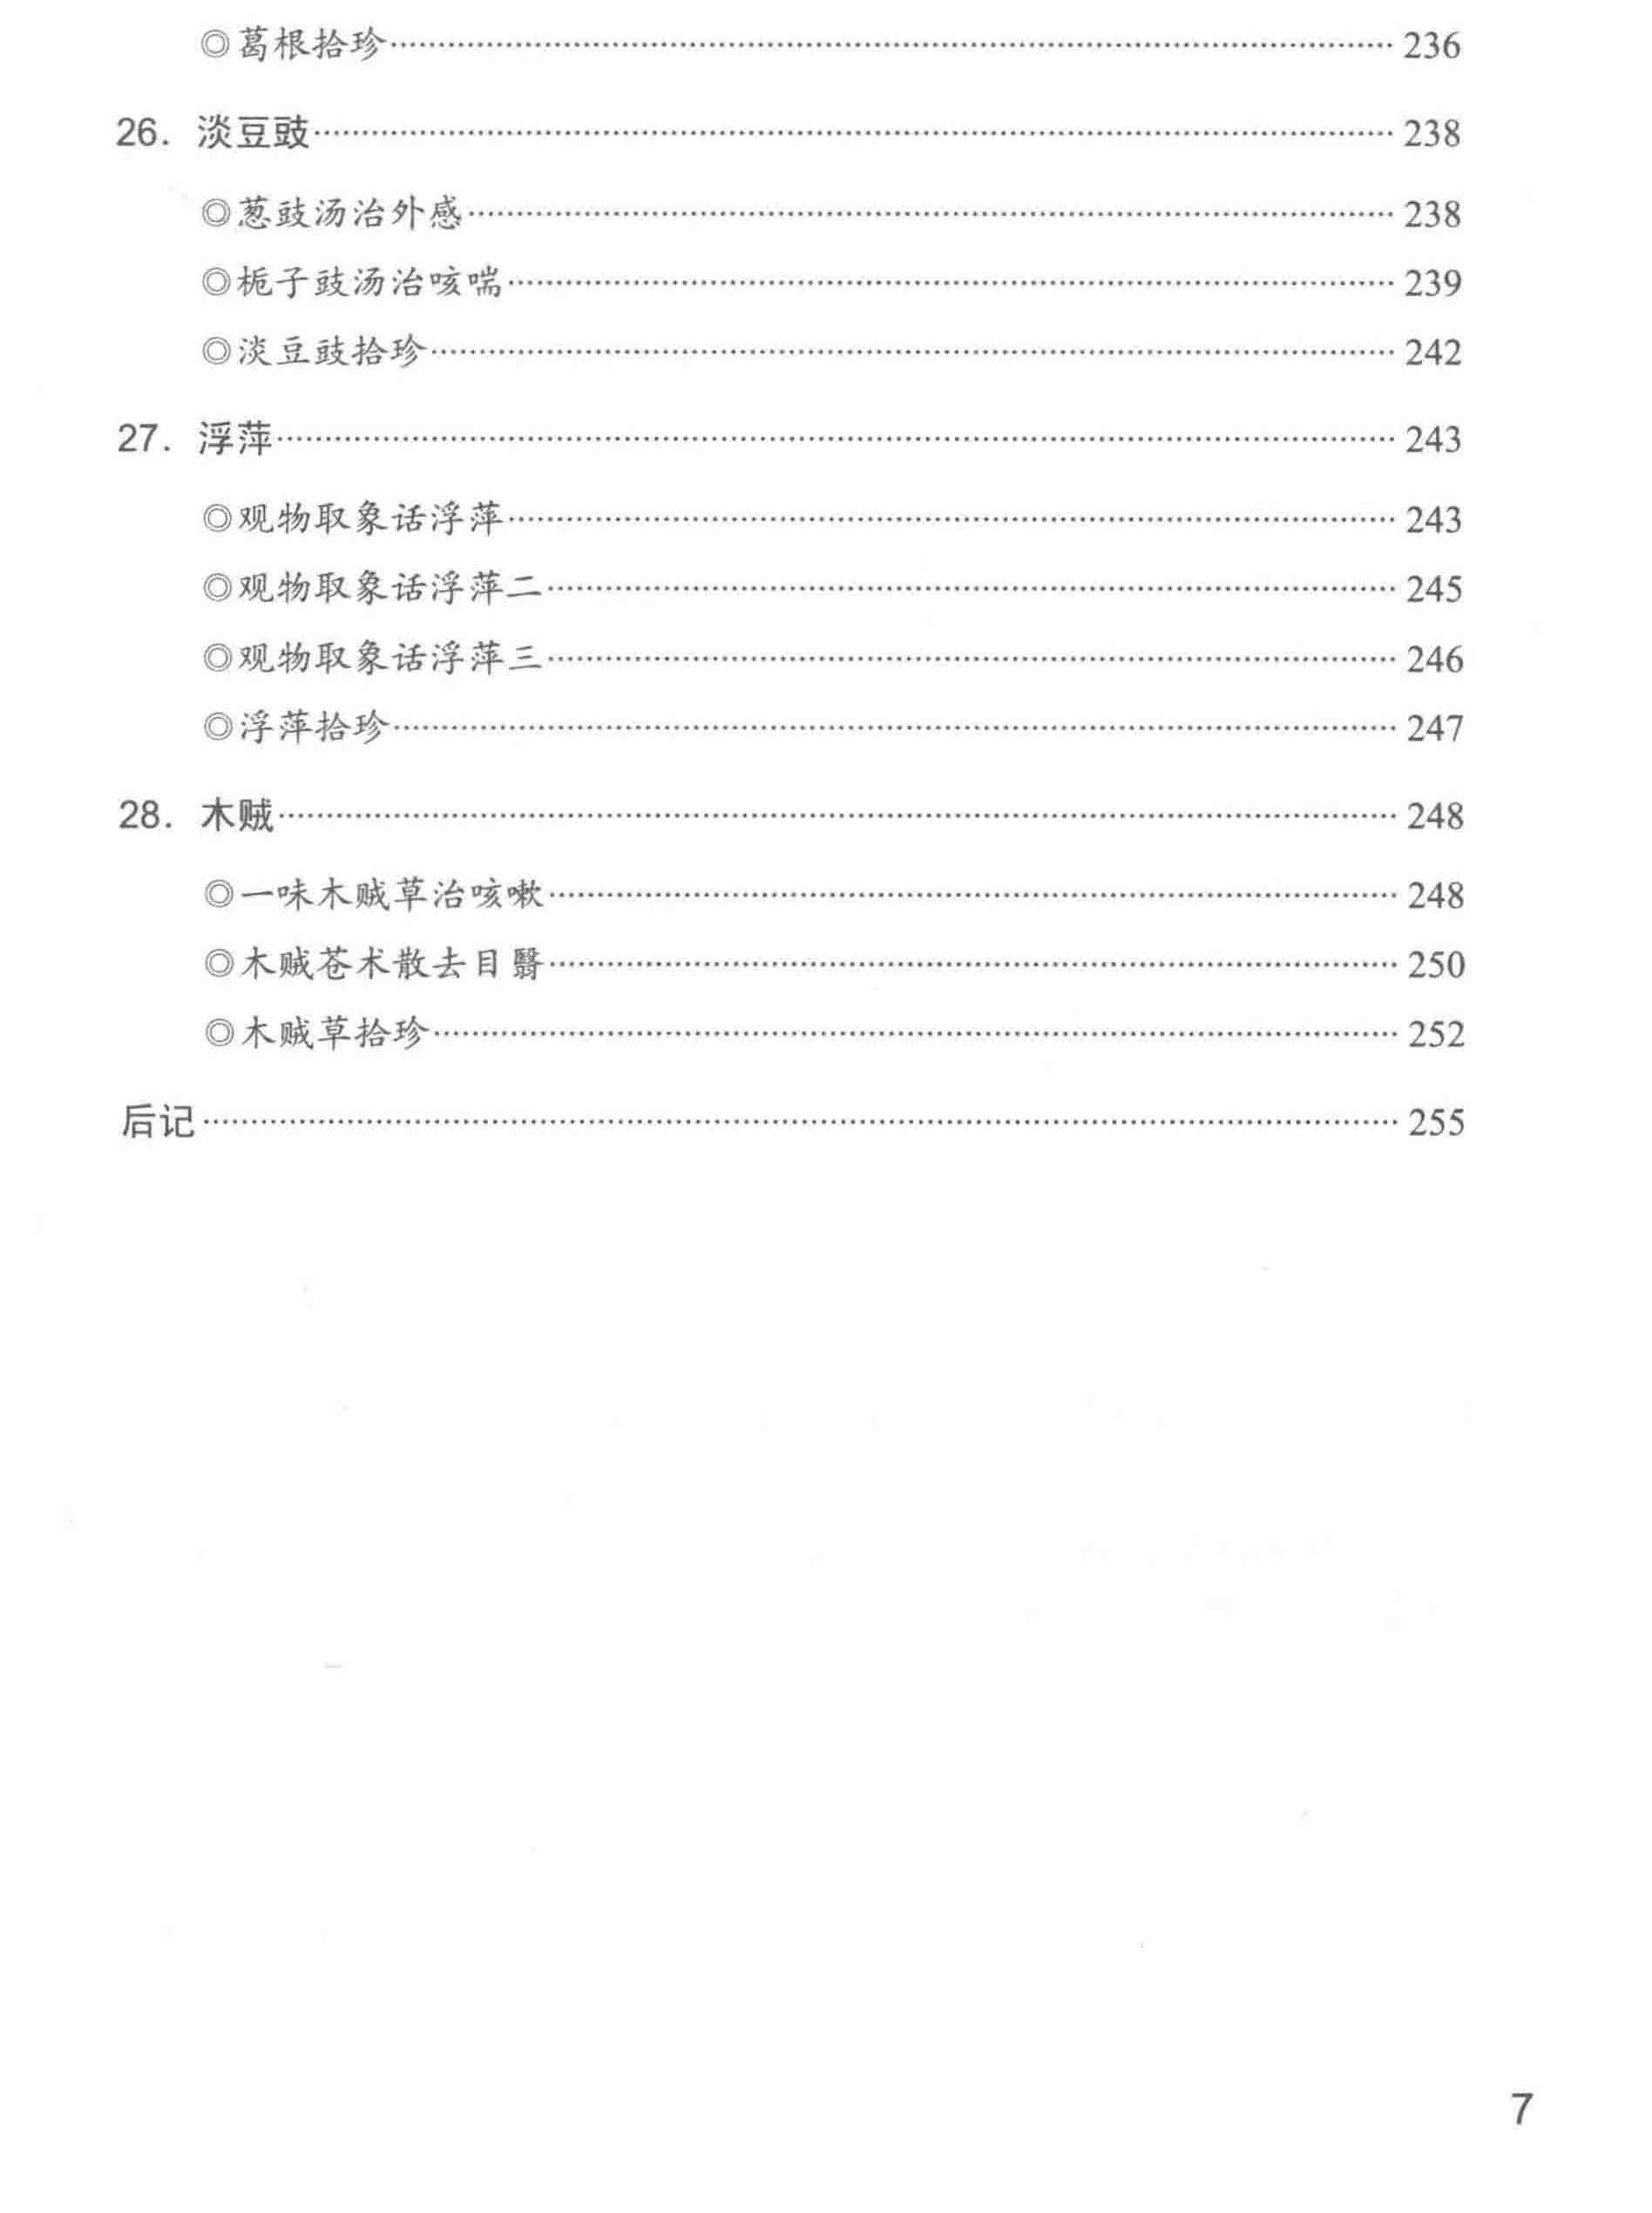 ◎葛根拾珍 236
26. 淡豆豉 238
◎葱豉汤治外感 238
◎栀子豉汤治咳喘 239
◎淡豆豉拾珍 242
27. 浮萍 243
◎观物取象话浮萍 243
◎观物取象话浮萍二 245
◎观物取象话浮萍三 246
◎浮萍拾珍 247
28. 木贼 248
◎一味木贼草治咳嗽 248
◎木贼苍术散去目翳 250
◎木贼草拾珍 252
后记 255
7